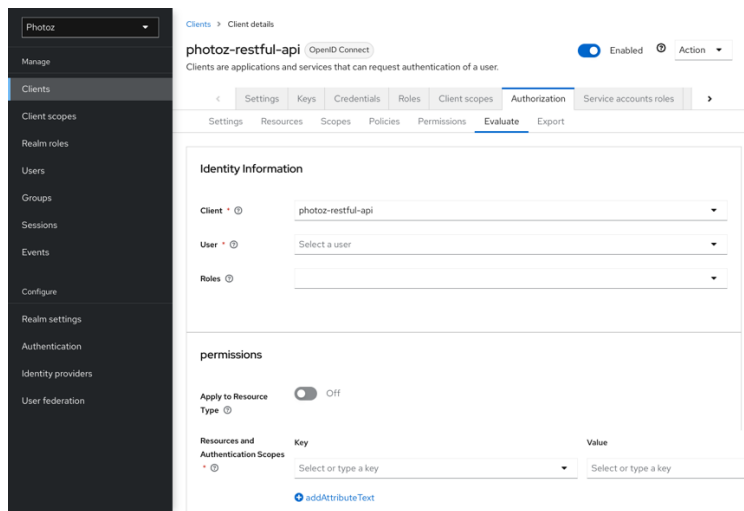 Photoz
Manage
Clients
Client scopes
Realm roles
Users
Groups
Sessions
Events
Configure
Realm settings
Authentication
Identity providers
User federation
Clients > Client details
photoz-restful-api OpenID Connect
Enabled Action
Clients are applications and services that can request authentication of a user.
Settings Keys Credentials Roles Client scopes Authorization Service accounts roles
Settings Resources Scopes Policies Permissions Evaluate Export
Identity Information
Client * photoz-restful-api
User * Select a user
Roles
permissions
Apply to Resource Type Off
Resources and Authentication Scopes *
Key Value
Select or type a key Select or type a key
addAttributeText